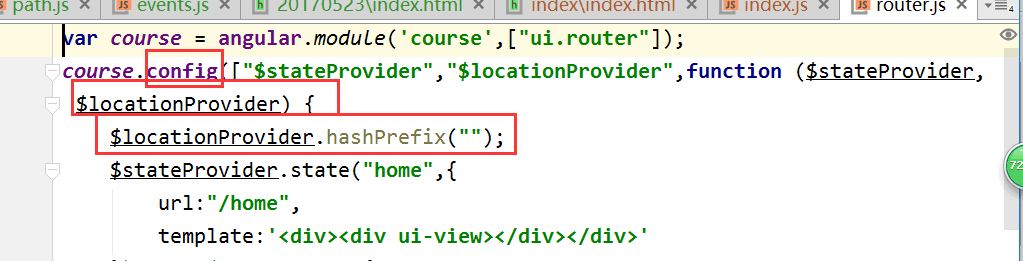 path.js events.js 20170523\index.html index\index.html index.js router.js 4
var course = angular.module('course',["ui.router"]);
course.config(["$stateProvider","$locationProvider",function ($stateProvider,
$locationProvider) {
$locationProvider.hashPrefix("");
72
$stateProvider.state("home",{
url:"/home",
template:'<div><div ui-view></div></div>'